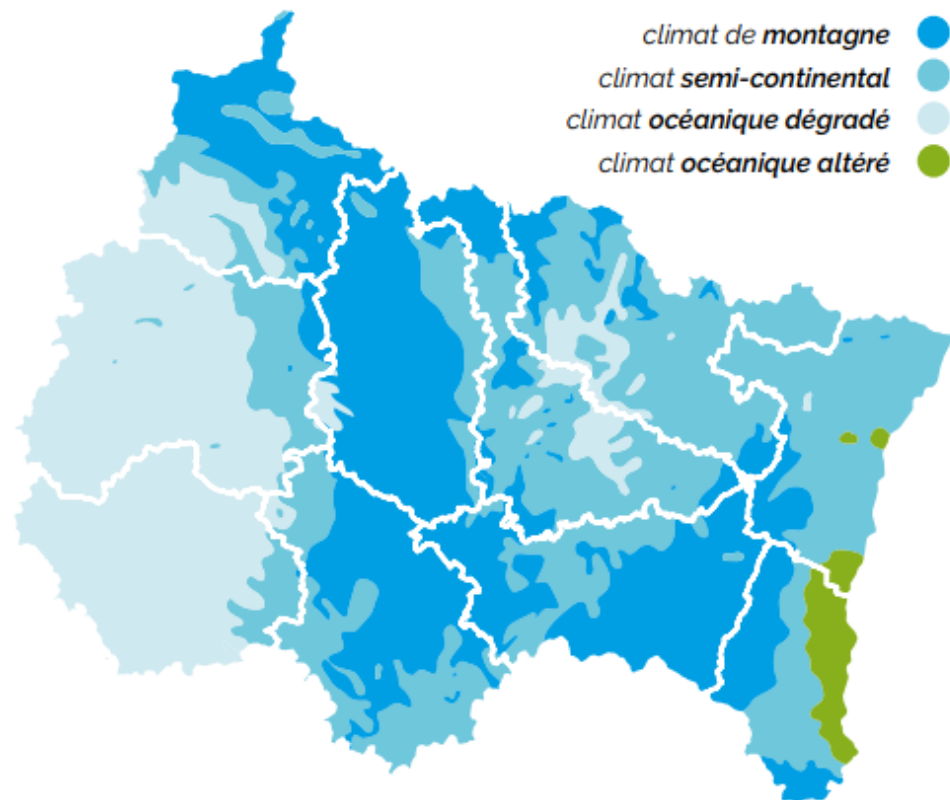 climat de montagne
climat semi-continental
climat océanique dégradé
climat océanique altéré